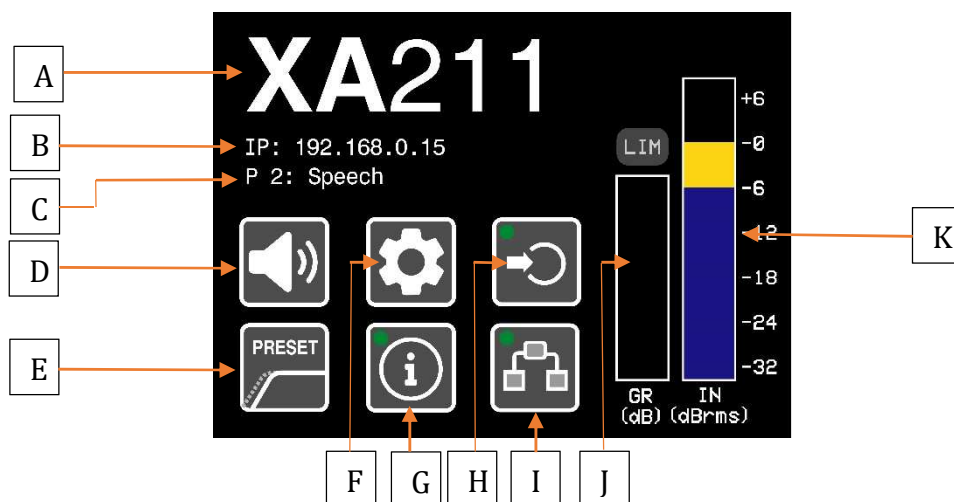 A
XA211
B
IP: 192.168.0.15
C
P 2: Speech
LIM
+6
-0
-6
-12
-18
-24
-32
D
K
E
PRESET
i
GR
(dB)
IN
(dBrms)
F
G
H
I
J